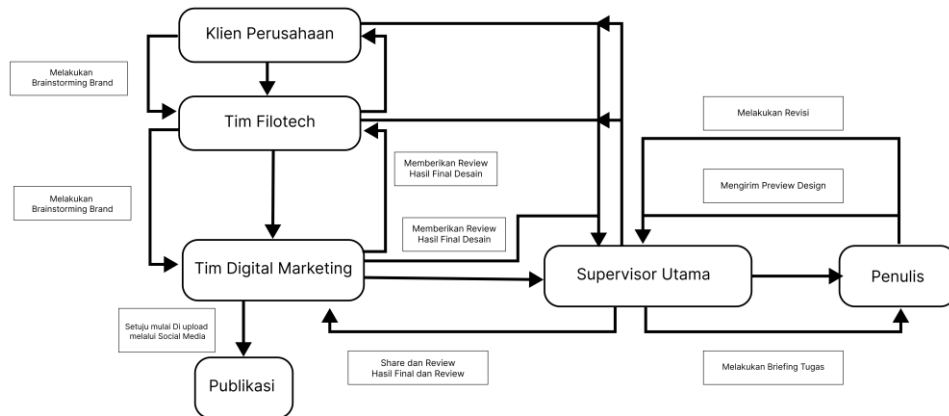 Klien Perusahaan
Melakukan
Brainstorming Brand
Tim Filotech
Melakukan Revisi
Memberikan Review
Hasil Final Desain
Mengirim Preview Design
Melakukan
Brainstorming Brand
Memberikan Review
Hasil Final Desain
Tim Digital Marketing
Supervisor Utama
Penulis
Setuju mulai Di upload
melalui Social Media
Share dan Review
Hasil Final dan Review
Melakukan Briefing Tugas
Publikasi